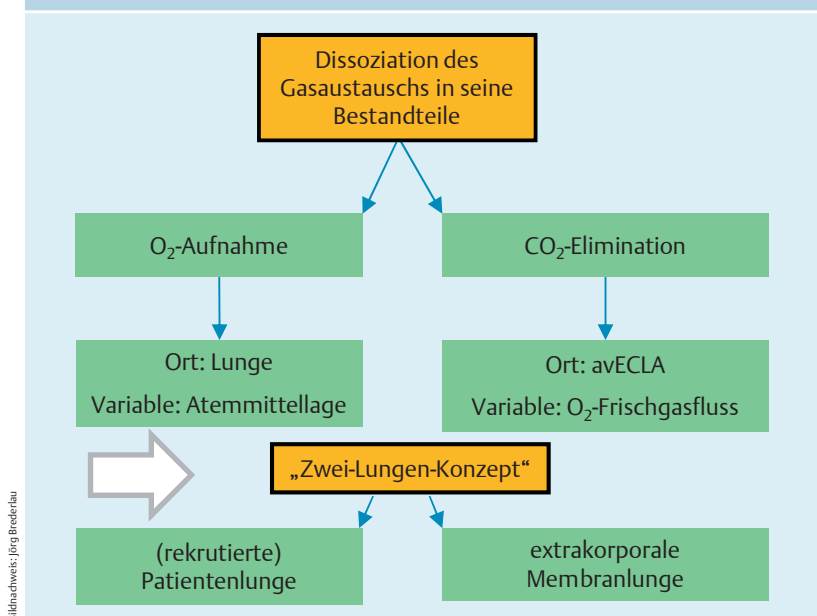 Dissoziation des
Gasaustauschs in seine
Bestandteile
O₂-Aufnahme
CO₂-Elimination
Ort: Lunge
Variable: Atemmittellage
Ort: avECLA
Variable: O₂-Frischgasfluss
„Zwei-Lungen-Konzept“
(rekrutierte)
Patientenlunge
extrakorporale
Membranlunge
Bildnachweis: Jörg Brederlau